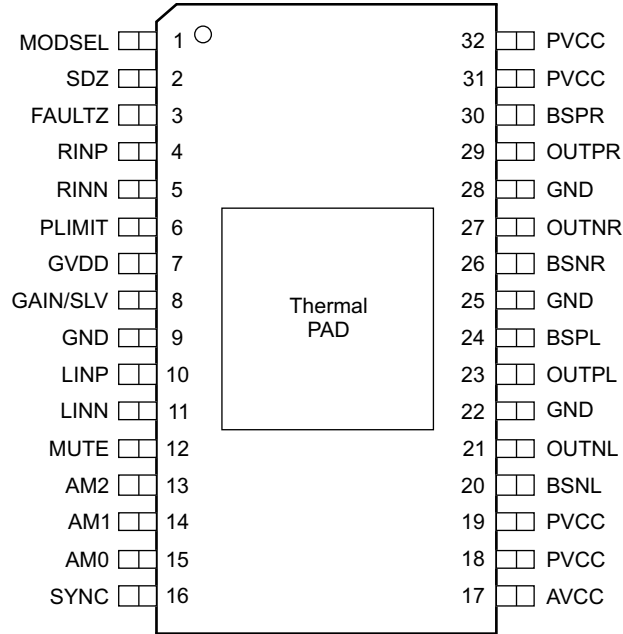 MODSEL 1 32 PVCC
SDZ 2 31 PVCC
FAULTZ 3 30 BSPR
RINP 4 29 OUTPR
RINN 5 28 GND
PLIMIT 6 27 OUTNR
GVDD 7 26 BSNR
GAIN/SLV 8 25 GND
Thermal
PAD
GND 9 24 BSPL
LINP 10 23 OUTPL
LINN 11 22 GND
MUTE 12 21 OUTNL
AM2 13 20 BSNL
AM1 14 19 PVCC
AM0 15 18 PVCC
SYNC 16 17 AVCC